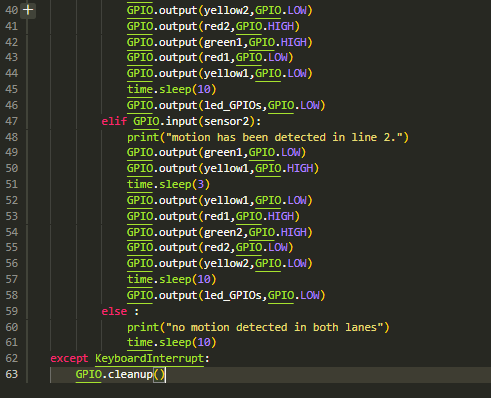 40 GPIO.output(yellow2,GPIO.LOW)
41 GPIO.output(red2,GPIO.HIGH)
42 GPIO.output(green1,GPIO.HIGH)
43 GPIO.output(red1,GPIO.LOW)
44 GPIO.output(yellow1,GPIO.LOW)
45 time.sleep(10)
46 GPIO.output(led_GPIOs,GPIO.LOW)
47 elif GPIO.input(sensor2):
48 print("motion has been detected in line 2.")
49 GPIO.output(green1,GPIO.LOW)
50 GPIO.output(yellow1,GPIO.HIGH)
51 time.sleep(3)
52 GPIO.output(yellow1,GPIO.LOW)
53 GPIO.output(red1,GPIO.HIGH)
54 GPIO.output(green2,GPIO.HIGH)
55 GPIO.output(red2,GPIO.LOW)
56 GPIO.output(yellow2,GPIO.LOW)
57 time.sleep(10)
58 GPIO.output(led_GPIOs,GPIO.LOW)
59 else :
60 print("no motion detected in both lanes")
61 time.sleep(10)
62 except KeyboardInterrupt:
63 GPIO.cleanup()